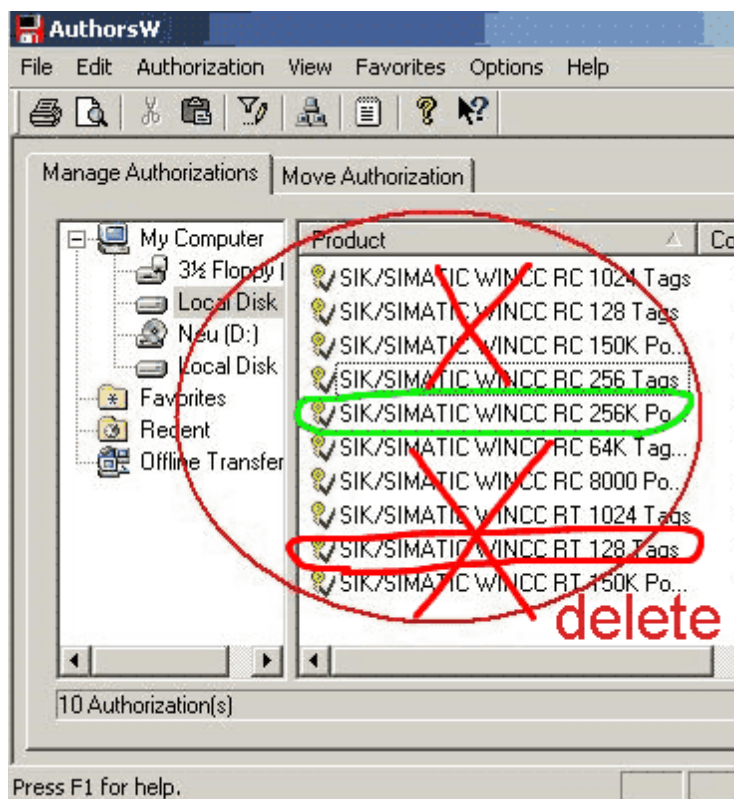 AuthorsW
File Edit Authorization View Favorites Options Help
Manage Authorizations Move Authorization
My Computer
3½ Floppy
Local Disk
Neu (D:)
Local Disk
Favorites
Recent
Offline Transfer
Product Co
SIK/SIMATIC WINCC RC 1024 Tags
SIK/SIMATIC WINCC RC 128 Tags
SIK/SIMATIC WINCC RC 150K Po...
SIK/SIMATIC WINCC RC 256 Tags
SIK/SIMATIC WINCC RC 256K Po...
SIK/SIMATIC WINCC RC 64K Tag...
SIK/SIMATIC WINCC RC 8000 Po...
SIK/SIMATIC WINCC RT 1024 Tags
SIK/SIMATIC WINCC RT 128 Tags
SIK/SIMATIC WINCC RT 150K Po...
delete
10 Authorization(s)
Press F1 for help.